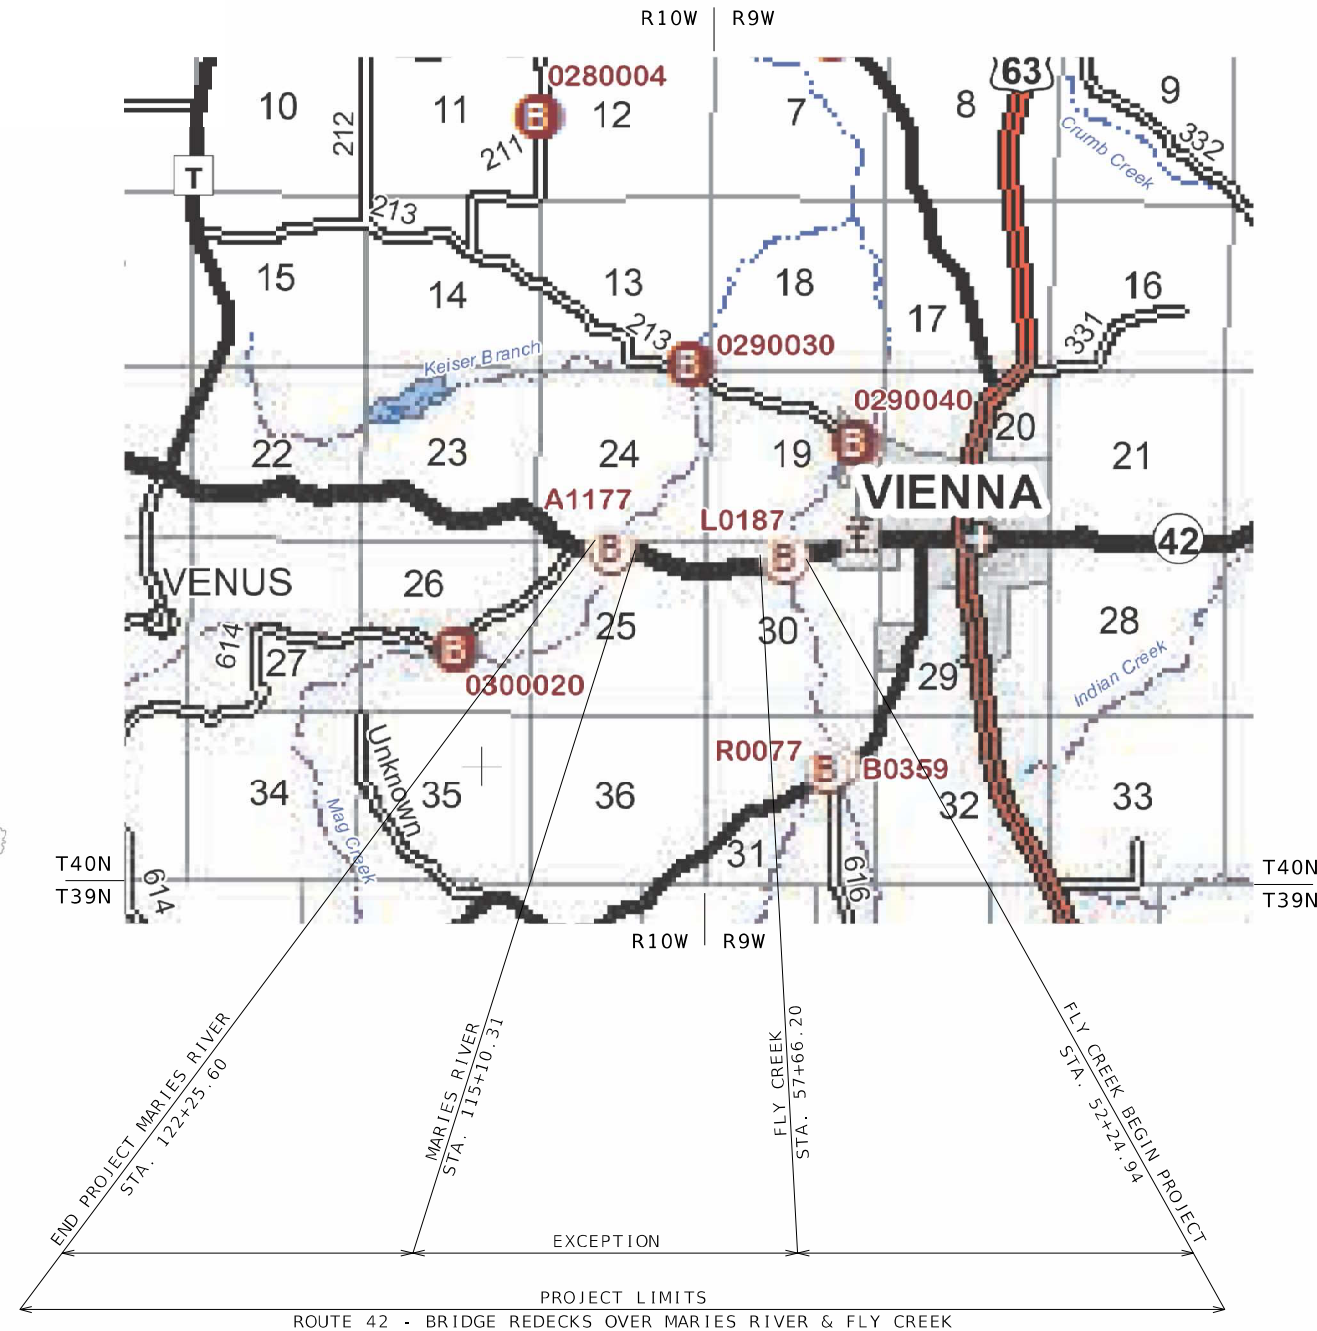 R10W R9W
0280004
63
10
11
12
7
8
9
212
211
Crumb Creek
332
T
213
15
14
13
18
17
16
213
0290030
331
Keiser Branch
0290040
22
23
24
19
20
21
A1177
L0187
VIENNA
B
42
VENUS
26
25
30
28
614
27
29
Indian Creek
0300020
R0077
B0359
Unknown
34
35
36
32
33
Mag Creek
31
T40N
T39N
614
616
T40N
T39N
R10W R9W
END PROJECT MARIES RIVER
STA. 122+25.60
MARIES RIVER
STA. 115+10.31
FLY CREEK
STA. 57+66.20
FLY CREEK BEGIN PROJECT
STA. 52+24.94
EXCEPTION
PROJECT LIMITS
ROUTE 42 - BRIDGE REDECKS OVER MARIES RIVER & FLY CREEK